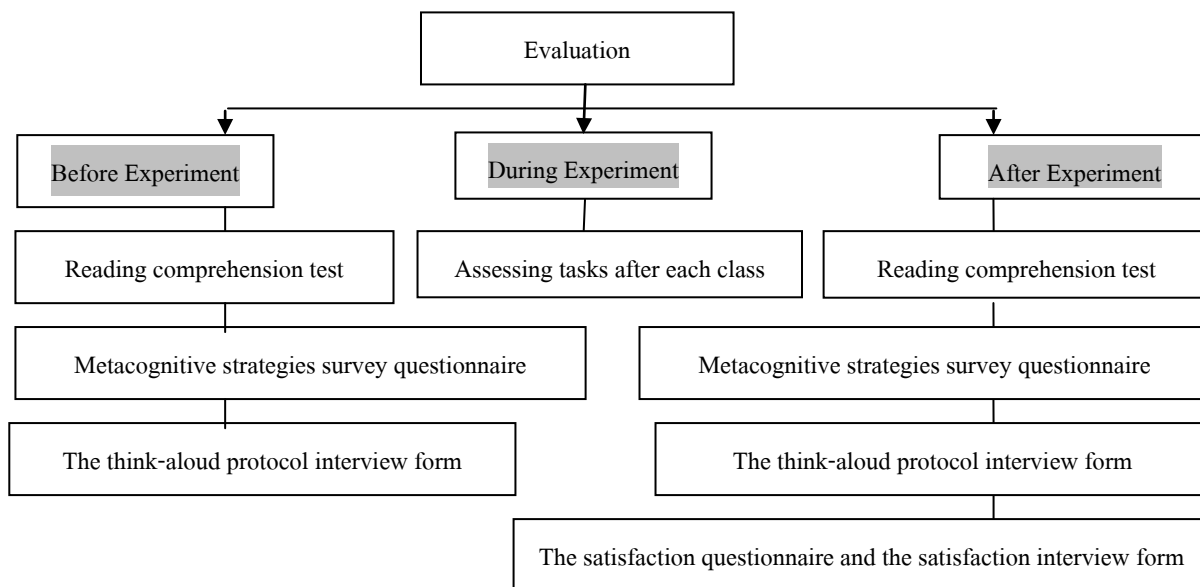 Evaluation
Before Experiment
During Experiment
After Experiment
Reading comprehension test
Assessing tasks after each class
Reading comprehension test
Metacognitive strategies survey questionnaire
Metacognitive strategies survey questionnaire
The think-aloud protocol interview form
The think-aloud protocol interview form
The satisfaction questionnaire and the satisfaction interview form